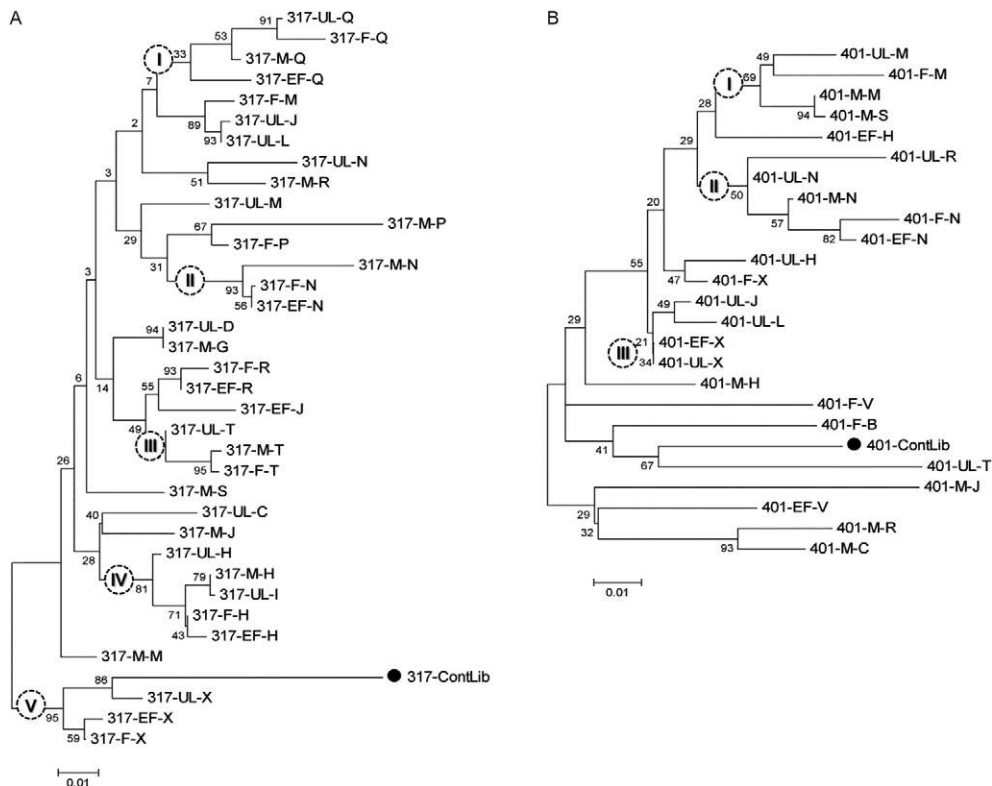 A
317-UL-Q
91
317-F-Q
53
33
317-M-Q
I
317-EF-Q
7
317-F-M
89
317-UL-J
93
317-UL-L
2
317-UL-N
51
317-M-R
3
317-UL-M
29
67
317-M-P
317-F-P
31
317-M-N
II
93
317-F-N
56
317-EF-N
3
94
317-UL-D
317-M-G
14
93
317-F-R
55
317-EF-R
317-EF-J
49
III
317-UL-T
317-M-T
95
317-F-T
6
317-M-S
26
40
317-UL-C
317-M-J
28
317-UL-H
IV
81
79
317-M-H
317-UL-I
71
317-F-H
43
317-EF-H
317-M-M
86
317-ContLib
V
317-UL-X
95
317-EF-X
59
317-F-X
0.01
B
49
401-UL-M
I
69
401-F-M
401-M-M
94
401-M-S
28
401-EF-H
29
401-UL-R
II
50
401-UL-N
401-M-N
57
401-F-N
82
401-EF-N
20
401-UL-H
47
401-F-X
55
49
401-UL-J
401-UL-L
III
21
401-EF-X
34
401-UL-X
29
401-M-H
401-F-V
401-F-B
41
401-ContLib
67
401-UL-T
401-M-J
29
401-EF-V
32
401-M-R
93
401-M-C
0.01